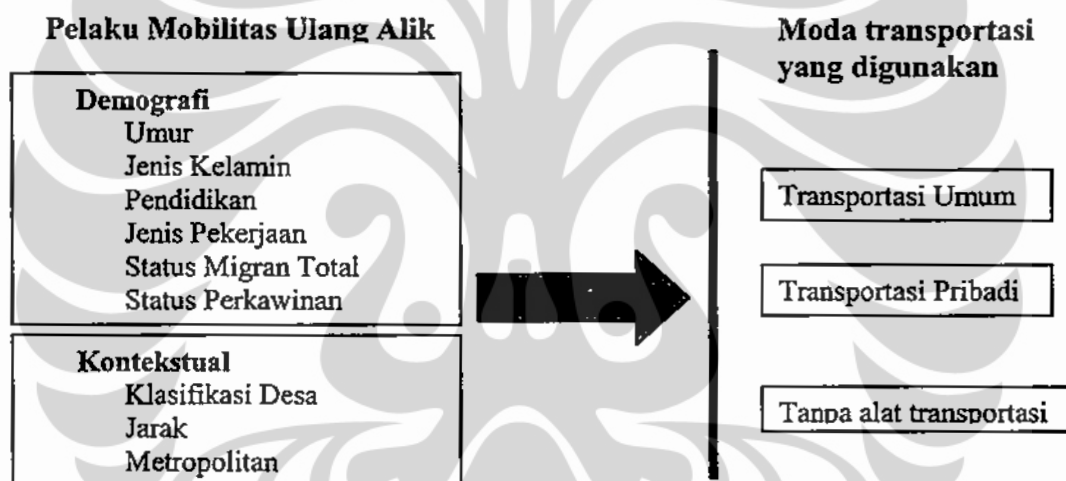 Pelaku Mobilitas Ulang Alik
Demografi
Umur
Jenis Kelamin
Pendidikan
Jenis Pekerjaan
Status Migran Total
Status Perkawinan
Kontekstual
Klasifikasi Desa
Jarak
Metropolitan
Moda transportasi
yang digunakan
Transportasi Umum
Transportasi Pribadi
Tanpa alat transportasi